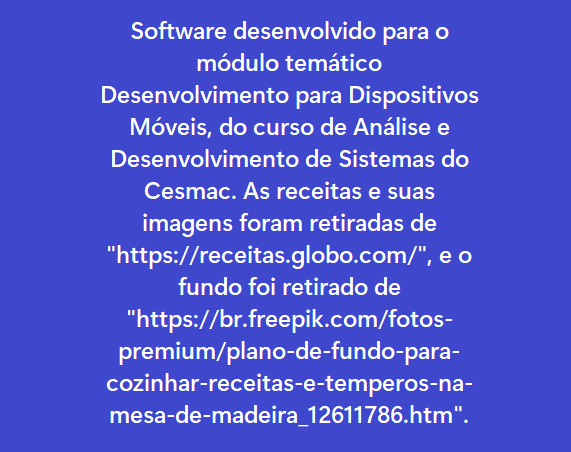 Software desenvolvido para o
módulo temático
Desenvolvimento para Dispositivos
Móveis, do curso de Análise e
Desenvolvimento de Sistemas do
Cesmac. As receitas e suas
imagens foram retiradas de
"https://receitas.globo.com/", e o
fundo foi retirado de
"https://br.freepik.com/fotos-
premium/plano-de-fundo-para-
cozinhar-receitas-e-temperos-na-
mesa-de-madeira_12611786.htm".